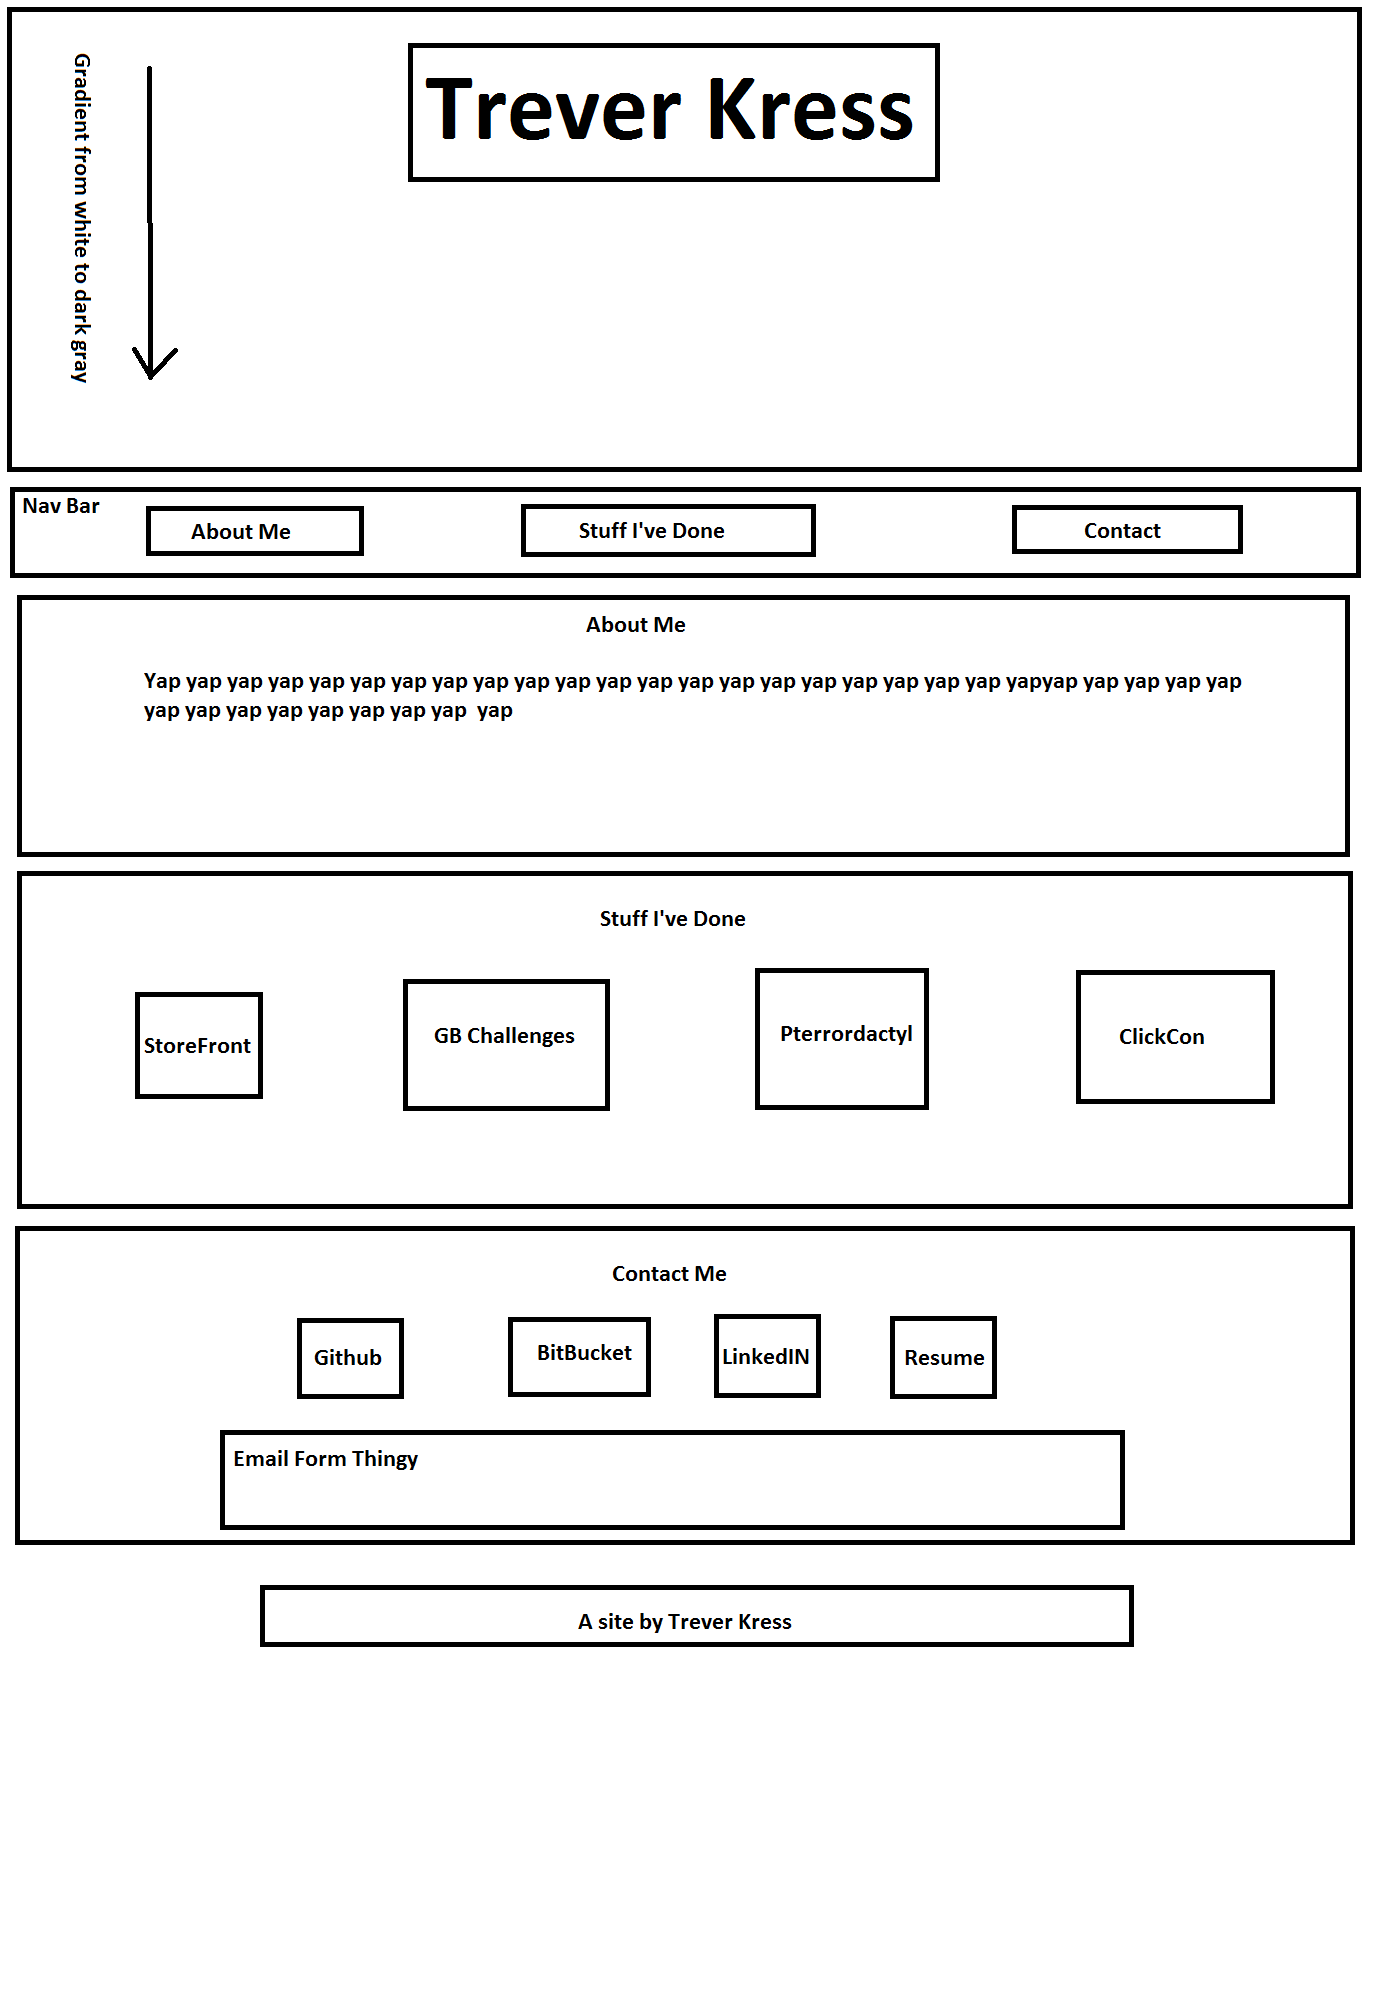 Trever Kress
Gradient from white to dark gray
Nav Bar
About Me
Stuff I've Done
Contact
About Me
Yap yap yap yap yap yap yap yap yap yap yap yap yap yap yap yap yap yap yap yap yap yapyap yap yap yap yap
yap yap yap yap yap yap yap yap  yap
Stuff I've Done
StoreFront
GB Challenges
Pterrordactyl
ClickCon
Contact Me
Github
BitBucket
LinkedIN
Resume
Email Form Thingy
A site by Trever Kress